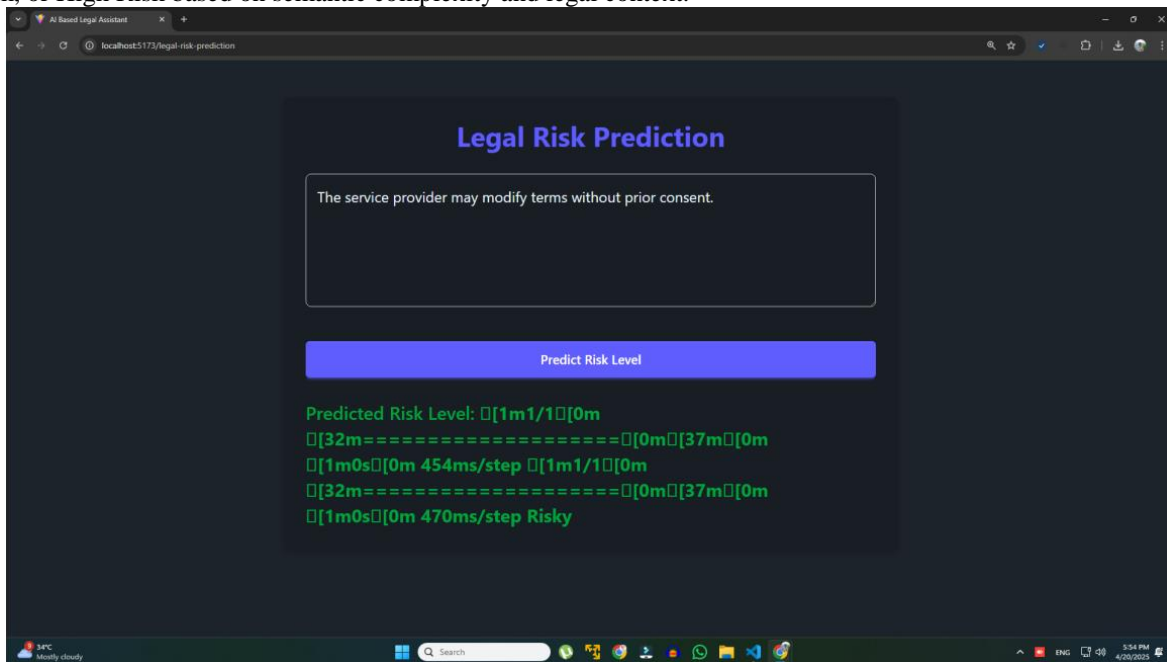 n, or High Risk based on semantic complexity and legal context.
AI Based Legal Assistant
localhost:5173/legal-risk-prediction
Legal Risk Prediction
The service provider may modify terms without prior consent.
Predict Risk Level
Predicted Risk Level: ▯[1m1/1▯[0m
▯[32m====================▯[0m▯[37m▯[0m
▯[1m0s▯[0m 454ms/step ▯[1m1/1▯[0m
▯[32m====================▯[0m▯[37m▯[0m
▯[1m0s▯[0m 470ms/step Risky
34°C
Mostly cloudy
Search
ENG
5:54 PM
4/20/2025